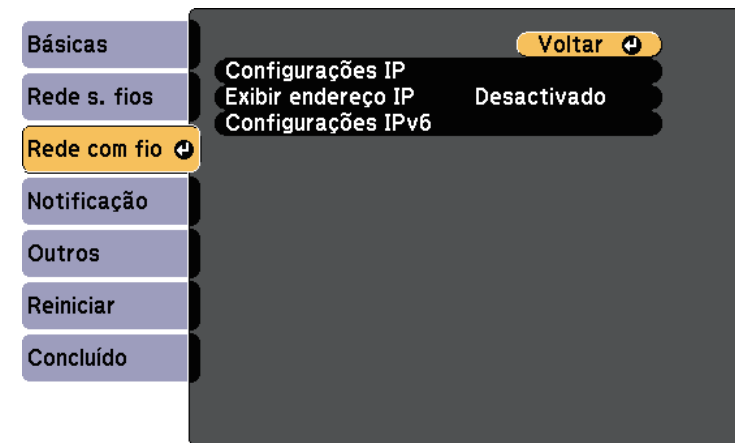 Básicas
Rede s. fios
Rede com fio
Notificação
Outros
Reiniciar
Concluído
Voltar
Configurações IP
Exibir endereço IP Desactivado
Configurações IPv6